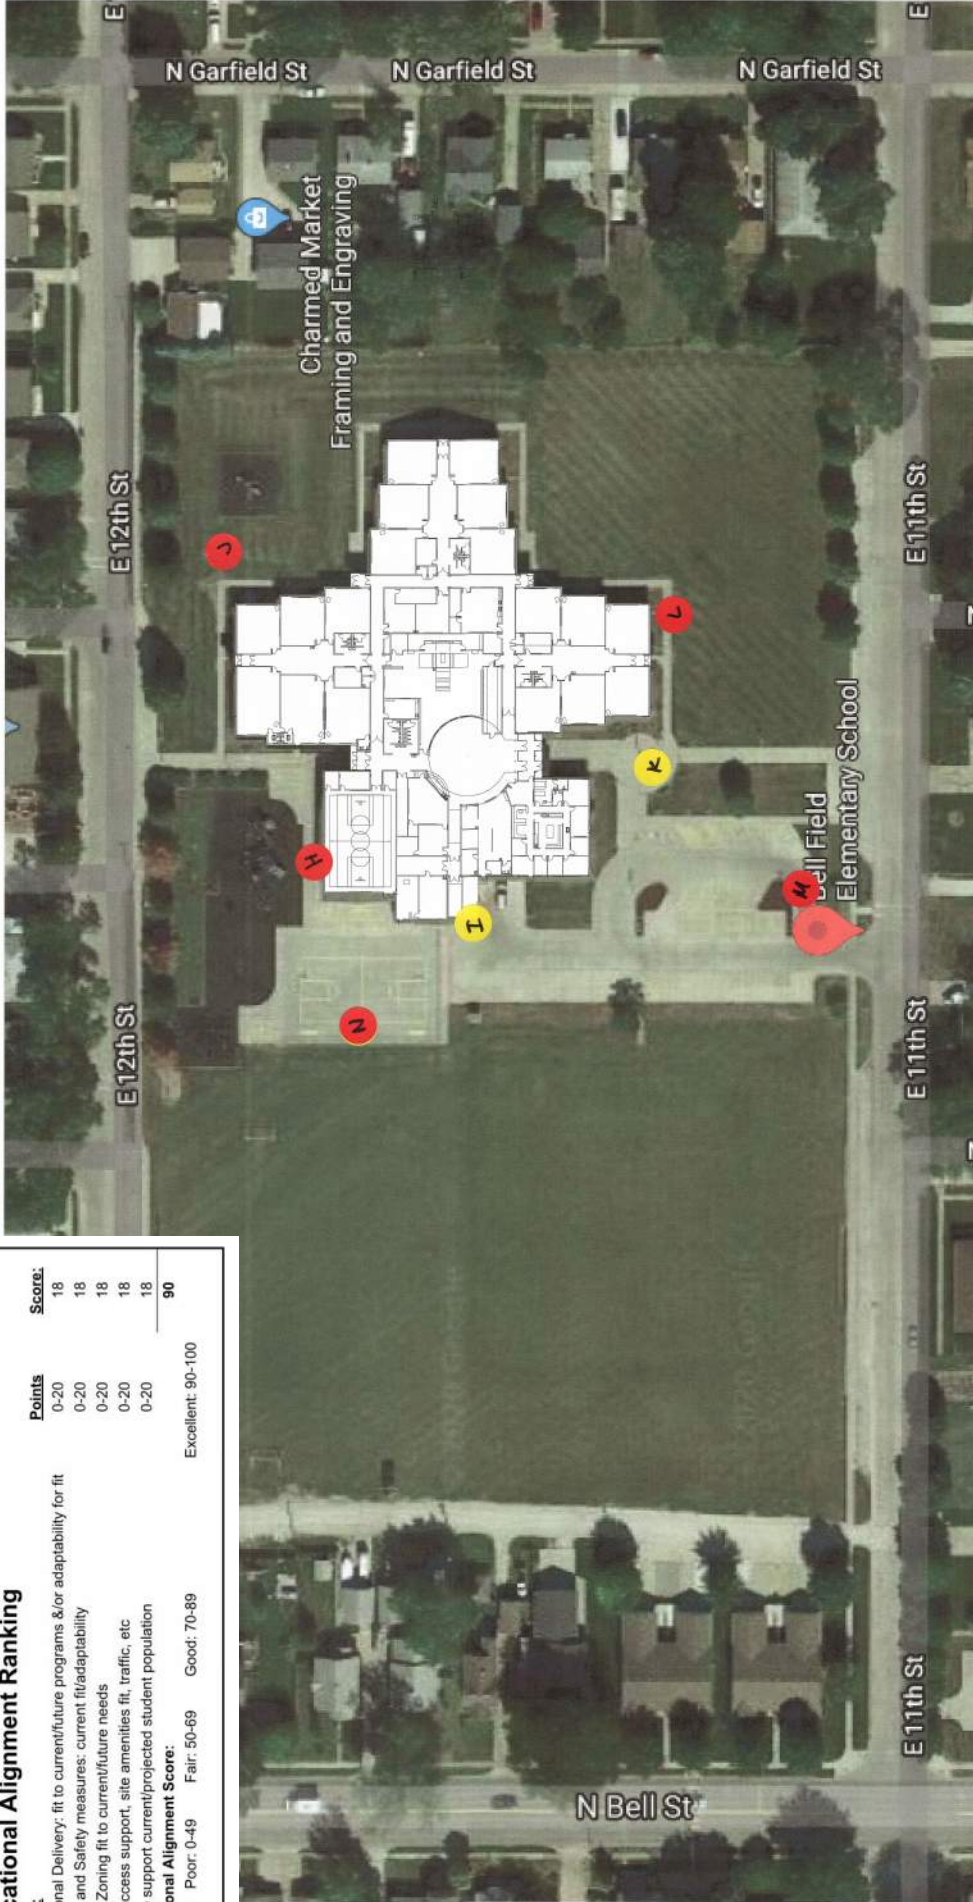 cational Alignment Ranking
Points Score:
nal Delivery: fit to current/future programs &/or adaptability for fit 0-20 18
and Safety measures: current fit/adaptability 0-20 18
Zoning fit to current/future needs 0-20 18
ccess support, site amenities fit, traffic, etc 0-20 18
support current/projected student population 0-20 18
onal Alignment Score: 90
Poor: 0-49 Fair: 50-69 Good: 70-89 Excellent: 90-100
N Garfield St
N Garfield St
N Garfield St
Charmed Market
Framing and Engraving
E 12th St
E 12th St
J
H
N
I
K
L
M
Bell Field
Elementary School
E 11th St
E 11th St
E 11th St
N Bell St